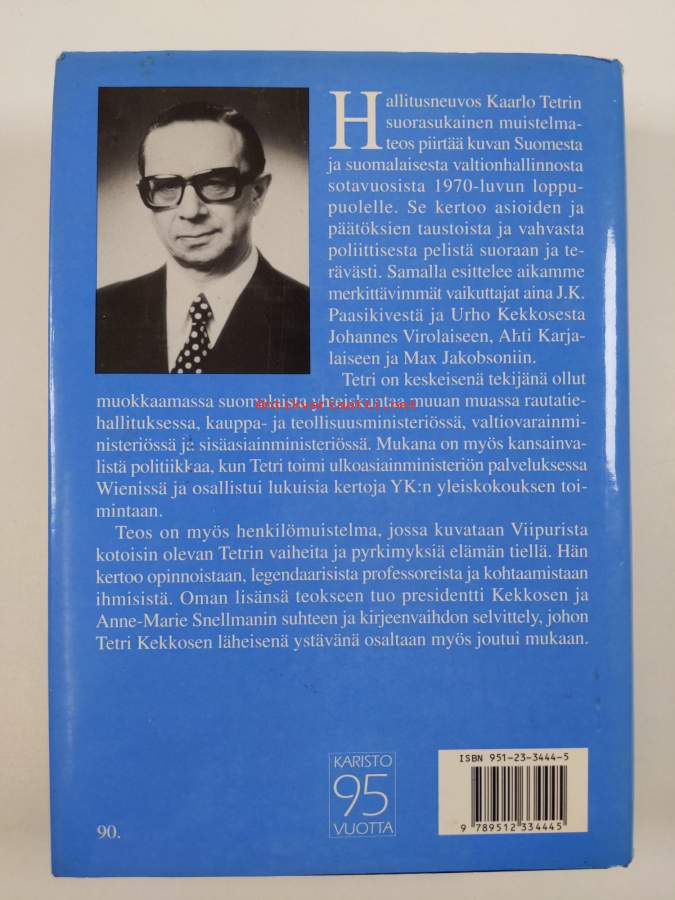 Hallitusneuvos Kaarlo Tetrin
suorasukainen muistelma-
teos piirtää kuvan Suomesta
ja suomalaisesta valtionhallinnosta
sotavuosista 1970-luvun loppu-
puolelle. Se kertoo asioiden ja
päätöksien taustoista ja vahvasta
poliittisesta pelistä suoraan ja te-
rävästi. Samalla esittelee aikamme
merkittävimmät vaikuttajat aina J.K.
Paasikivestä ja Urho Kekkosesta
Johannes Virolaiseen, Ahti Karja-
laiseen ja Max Jakobsoniin.
Tetri on keskeisenä tekijänä ollut
muokkaamassa suomalaista yhteiskuntaa muuan muassa rautatie-
hallituksessa, kauppa- ja teollisuusministeriössä, valtiovarainmi-
nisteriössä ja sisäasiainministeriössä. Mukana on myös kansainvä-
listä politiikkaa, kun Tetri toimi ulkoasiainministeriön palveluksessa
Wienissä ja osallistui lukuisia kertoja YK:n yleiskokouksen toi-
mintaan.
Teos on myös henkilömuistelma, jossa kuvataan Viipurista
kotoisin olevan Tetrin vaiheita ja pyrkimyksiä elämän tiellä. Hän
kertoo opinnoistaan, legendaarisista professoreista ja kohtaamistaan
ihmisistä. Oman lisänsä teokseen tuo presidentti Kekkosen ja
Anne-Marie Snellmanin suhteen ja kirjeenvaihdon selvittely, johon
Tetri Kekkosen läheisenä ystävänä osaltaan myös joutui mukaan.
KARISTO
95
VUOTTA
90.
ISBN 951-23-3444-5
9 789512 334445